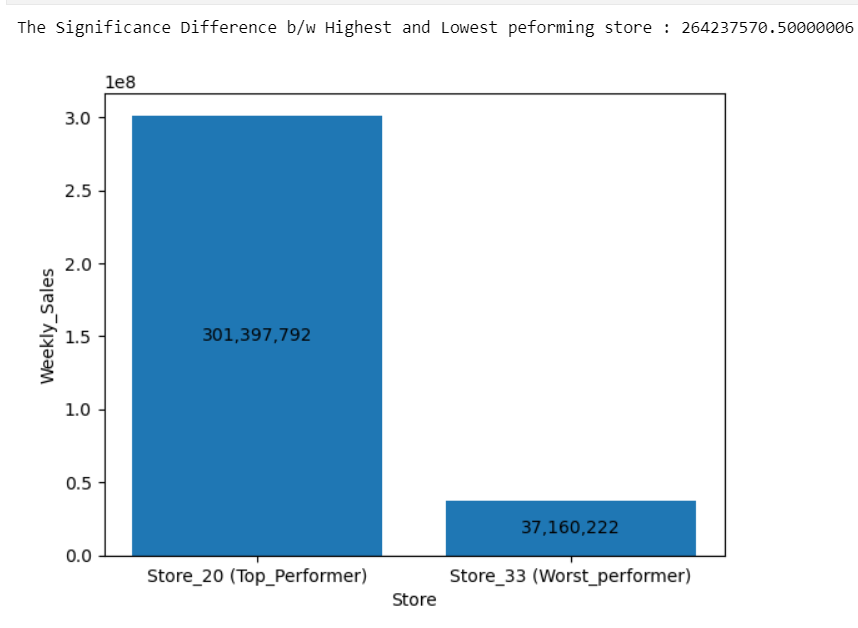 The Significance Difference b/w Highest and Lowest peforming store : 264237570.50000006
1e8
3.0
2.5
2.0
1.5
1.0
0.5
0.0
Weekly_Sales
301,397,792
37,160,222
Store_20 (Top_Performer) Store_33 (Worst_performer)
Store